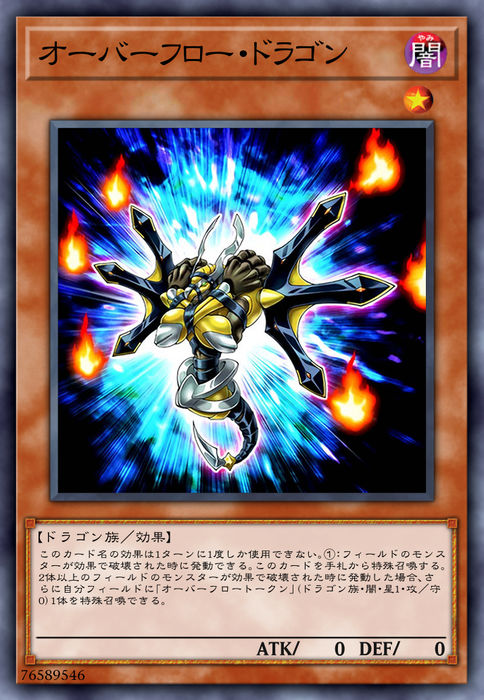 オーバーフロー・ドラゴン
やみ
闇
【ドラゴン族／効果】
このカード名の効果は1ターンに1度しか使用できない。①：フィールドのモンス
ターが効果で破壊された時に発動できる。このカードを手札から特殊召喚する。
2体以上のフィールドのモンスターが効果で破壊された時に発動した場合、さ
らに自分フィールドに「オーバーフロートークン」（ドラゴン族・闇・星1・攻／守
0）1体を特殊召喚できる。
ATK/ 0 DEF/ 0
76589546